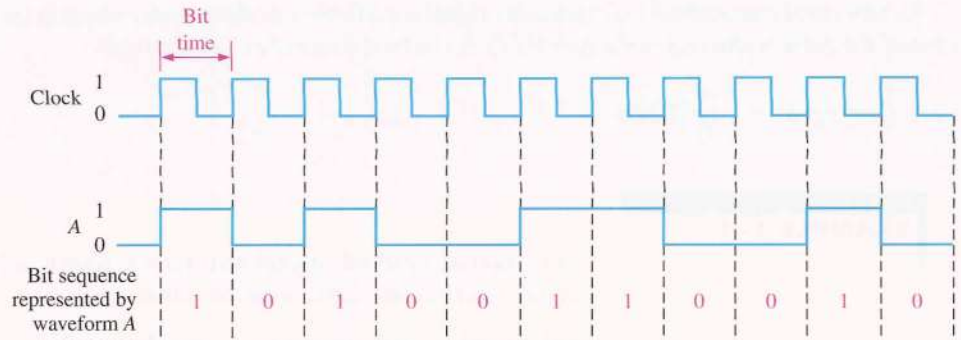 Bit
time
1
Clock
0
1
A
0
Bit sequence
represented by
waveform A
1 0 1 0 0 1 1 0 0 1 0